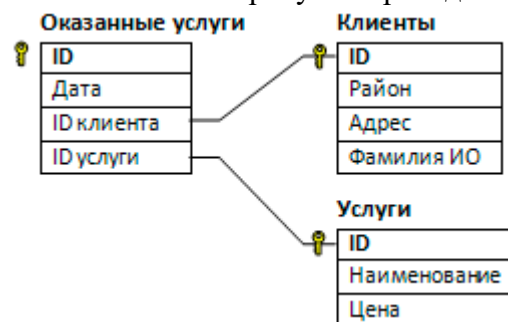 Оказанные услуги
ID
Дата
ID клиента
ID услуги
Клиенты
ID
Район
Адрес
Фамилия ИО
Услуги
ID
Наименование
Цена